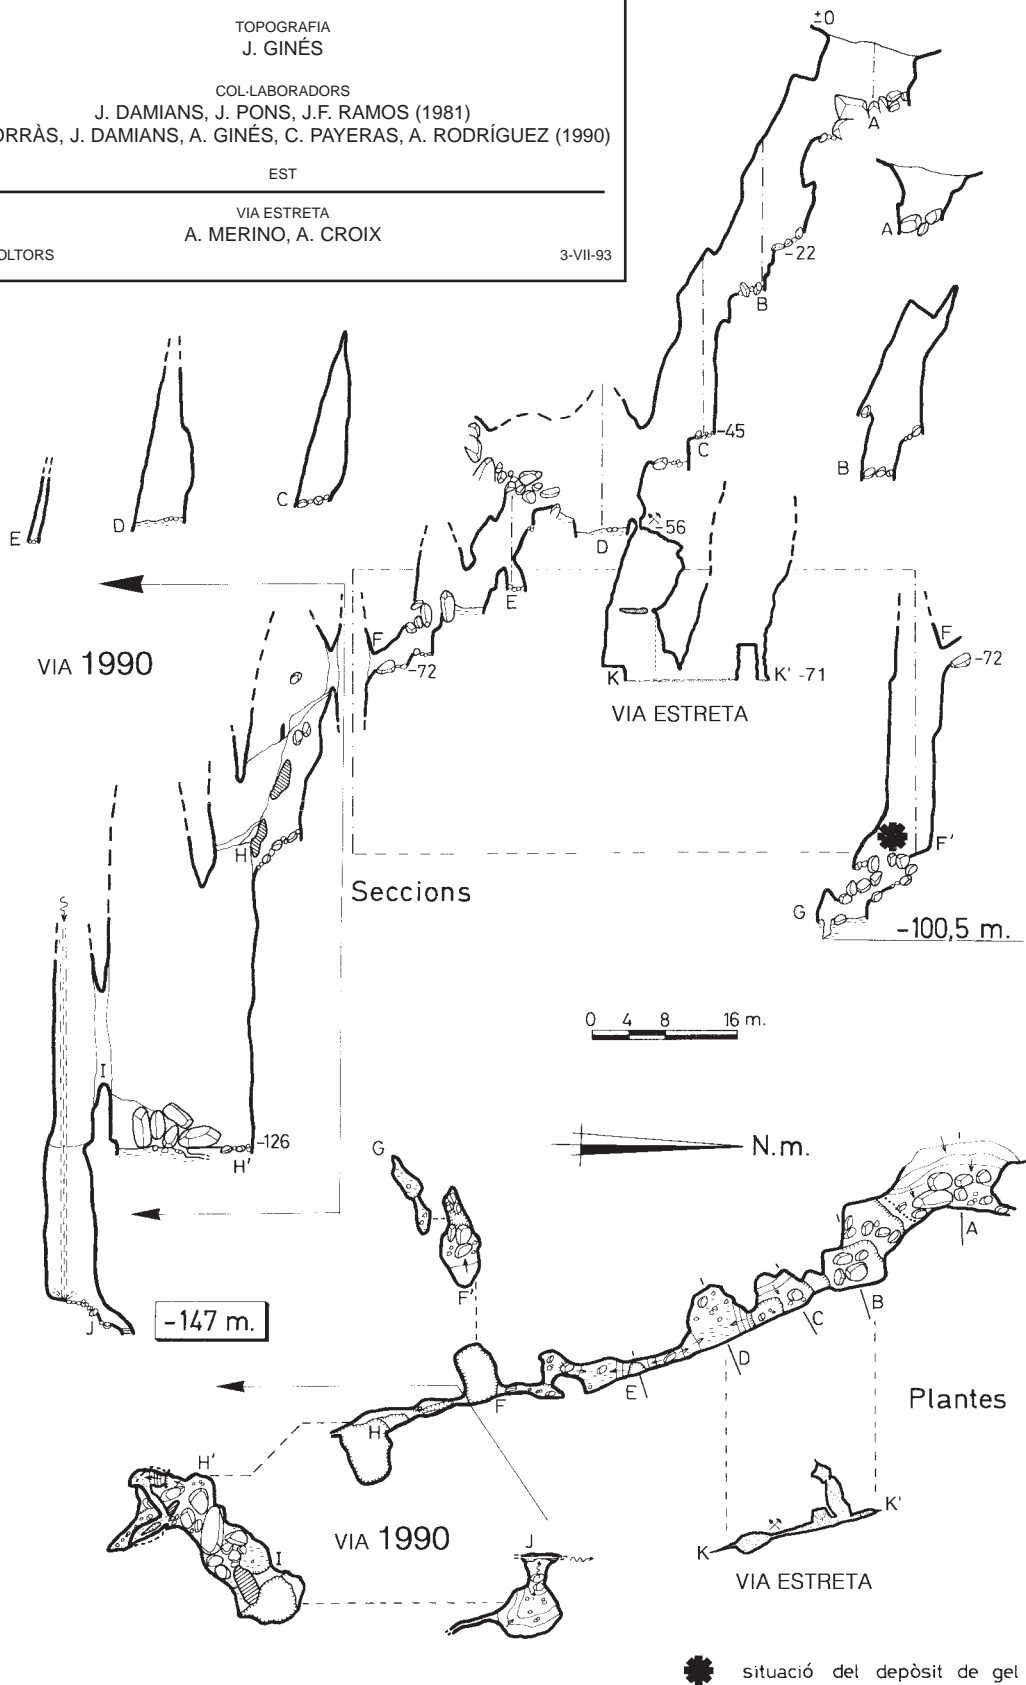 TOPOGRAFIA
J. GINÉS
COL·LABORADORS
J. DAMIANS, J. PONS, J.F. RAMOS (1981)
ORRÀS, J. DAMIANS, A. GINÉS, C. PAYERAS, A. RODRÍGUEZ (1990)
EST
VIA ESTRETA
A. MERINO, A. CROIX
OLTORS 3-VII-93
±0
A
A
-22
B
-45
C
B
E
D
C
-56
D
E
F
-72
VIA 1990
K
K' -71
VIA ESTRETA
F
-72
H
F'
G
-100,5 m.
Seccions
S
0 4 8 16 m.
I
-126
H'
N.m.
G
A
F'
B
C
D
E
J
-147 m.
F
H
Plantes
H'
I
VIA 1990
J
K
K'
VIA ESTRETA
situació del depòsit de gel